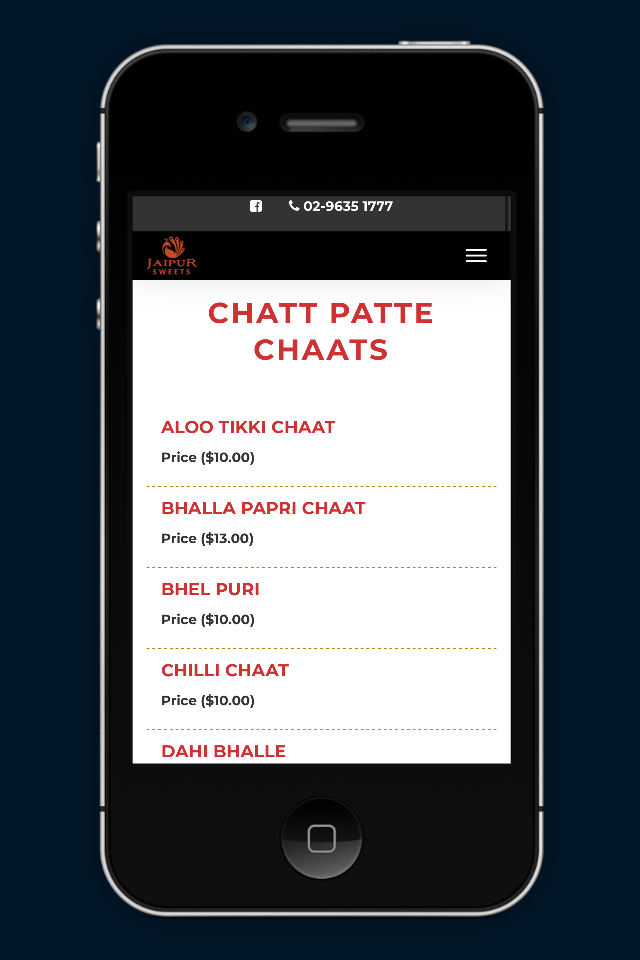 02-9635 1777
JAIPUR
SWEETS
CHATT PATTE
CHAATS
ALOO TIKKI CHAAT
Price ($10.00)
BHALLA PAPRI CHAAT
Price ($13.00)
BHEL PURI
Price ($10.00)
CHILLI CHAAT
Price ($10.00)
DAHI BHALLE